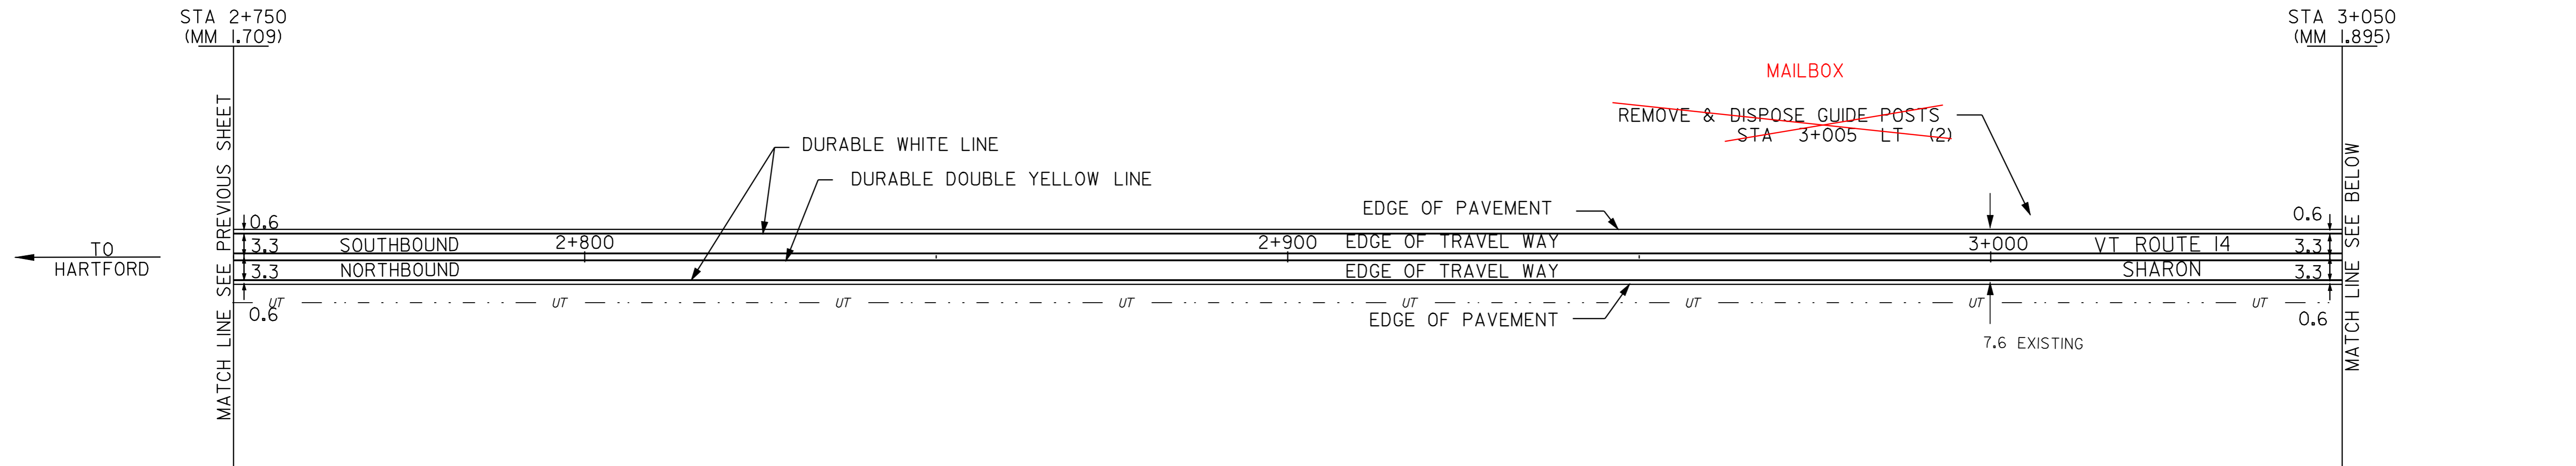 STA 2+750
(MM 1.709)
STA 3+050
(MM 1.895)
MAILBOX
REMOVE & DISPOSE GUIDE POSTS
STA 3+005 LT (2)
DURABLE WHITE LINE
DURABLE DOUBLE YELLOW LINE
MATCH LINE SEE PREVIOUS SHEET
MATCH LINE SEE BELOW
EDGE OF PAVEMENT
0.6
0.6
TO
HARTFORD
3.3
SOUTHBOUND
2+800
2+900
EDGE OF TRAVEL WAY
3+000
VT ROUTE 14
3.3
3.3
NORTHBOUND
EDGE OF TRAVEL WAY
SHARON
3.3
UT UT UT UT UT UT UT UT
0.6
EDGE OF PAVEMENT
0.6
7.6 EXISTING